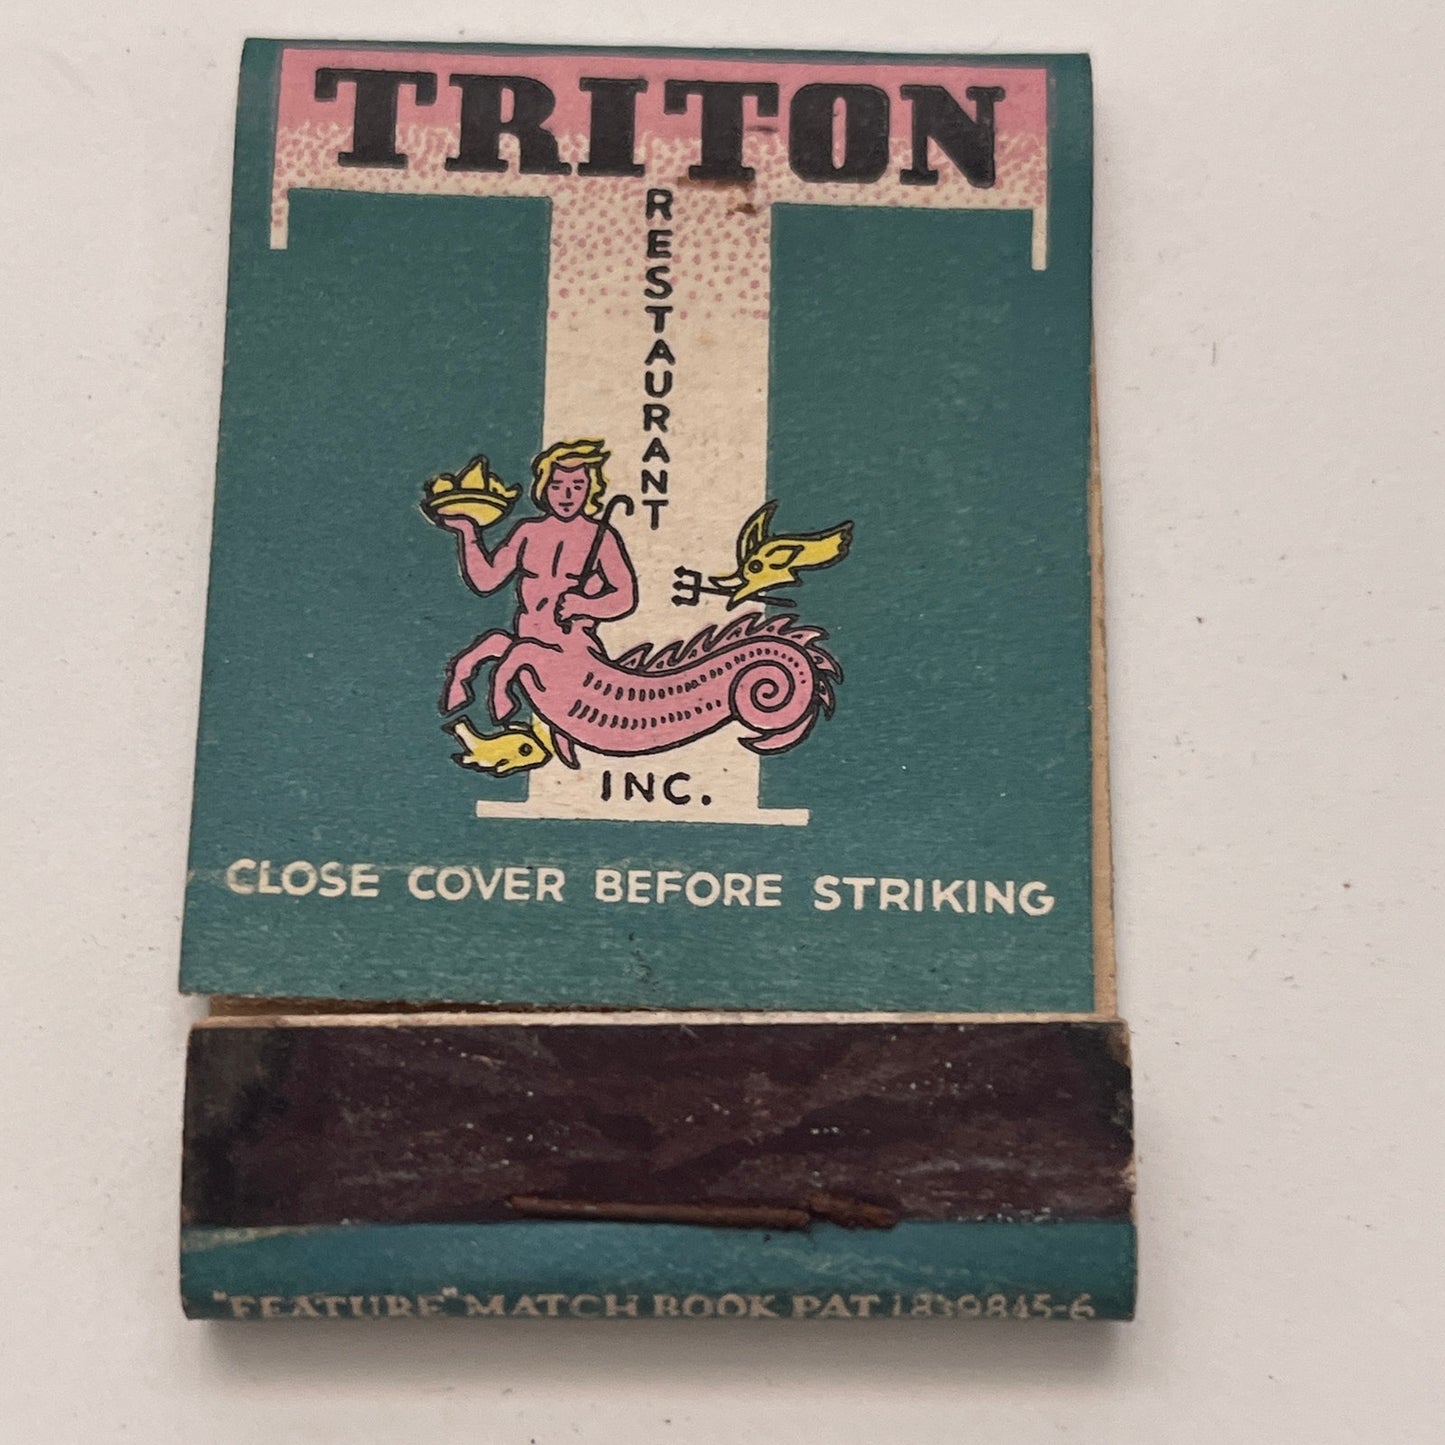 TRITON
RESTAURANT
INC.
CLOSE COVER BEFORE STRIKING
"FEATURE" MATCH BOOK PAT 1839845-6